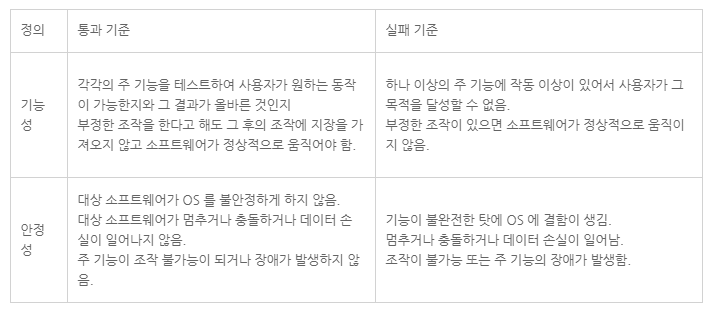 정의
통과 기준
실패 기준
기능
성
각각의 주 기능을 테스트하여 사용자가 원하는 동작
이 가능한지와 그 결과가 올바른 것인지
부정한 조작을 한다고 해도 그 후의 조작에 지장을 가
져오지 않고 소프트웨어가 정상적으로 움직어야 함.
하나 이상의 주 기능에 작동 이상이 있어서 사용자가 그
목적을 달성할 수 없음.
부정한 조작이 있으면 소프트웨어가 정상적으로 움직이
지 않음.
안정
성
대상 소프트웨어가 OS 를 불안정하게 하지 않음.
대상 소프트웨어가 멈추거나 충돌하거나 데이터 손
실이 일어나지 않음.
주 기능이 조작 불가능이 되거나 장애가 발생하지 않
음.
기능이 불완전한 탓에 OS 에 결함이 생김.
멈추거나 충돌하거나 데이터 손실이 일어남.
조작이 불가능 또는 주 기능의 장애가 발생함.